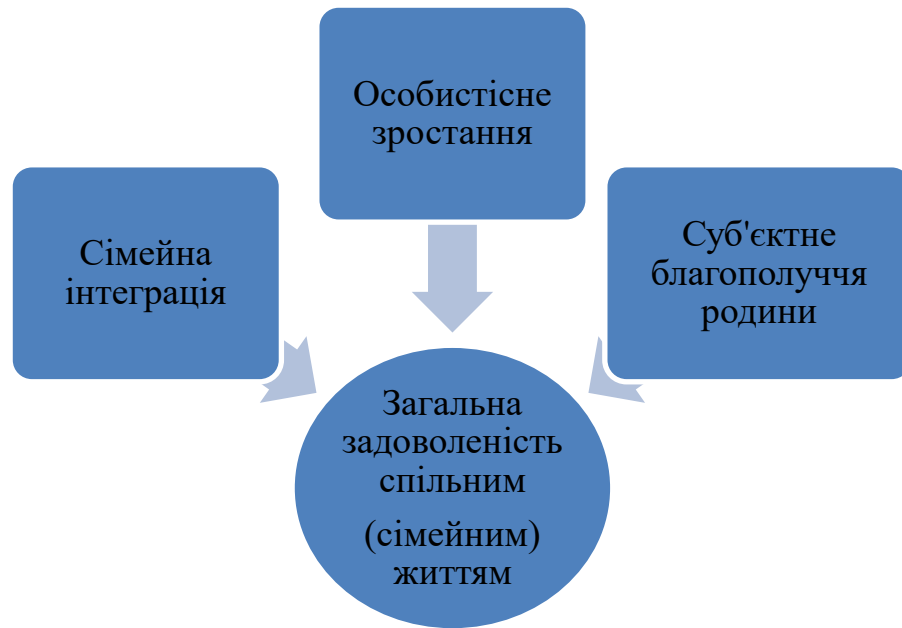 Особистісне
зростання
Сімейна
інтеграція
Суб'єктне
благополуччя
родини
Загальна
задоволеність
спільним
(сімейним)
життям